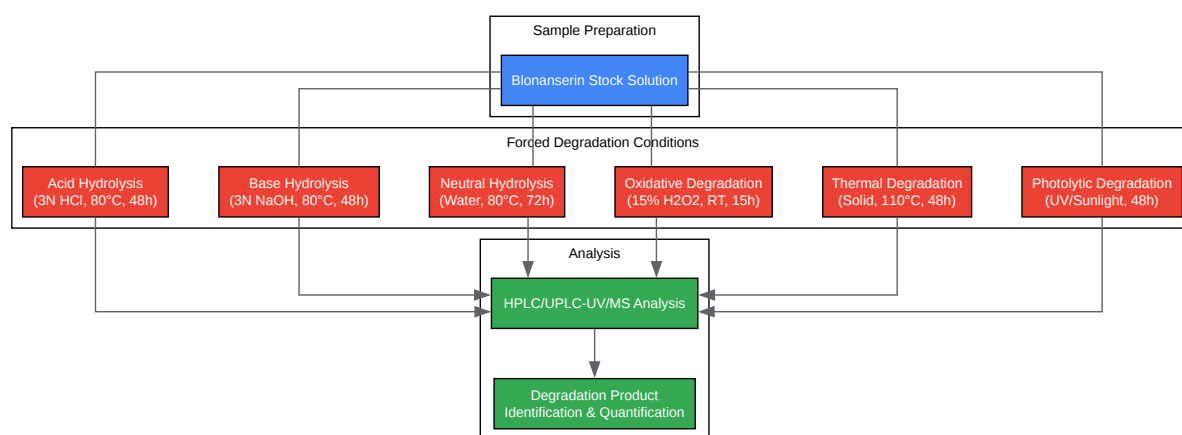 Sample Preparation
Blonanserin Stock Solution
Forced Degradation Conditions
Acid Hydrolysis
(3N HCl, 80°C, 48h)
Base Hydrolysis
(3N NaOH, 80°C, 48h)
Neutral Hydrolysis
(Water, 80°C, 72h)
Oxidative Degradation
(15% H2O2, RT, 15h)
Thermal Degradation
(Solid, 110°C, 48h)
Photolytic Degradation
(UV/Sunlight, 48h)
Analysis
HPLC/UPLC-UV/MS Analysis
Degradation Product
Identification & Quantification